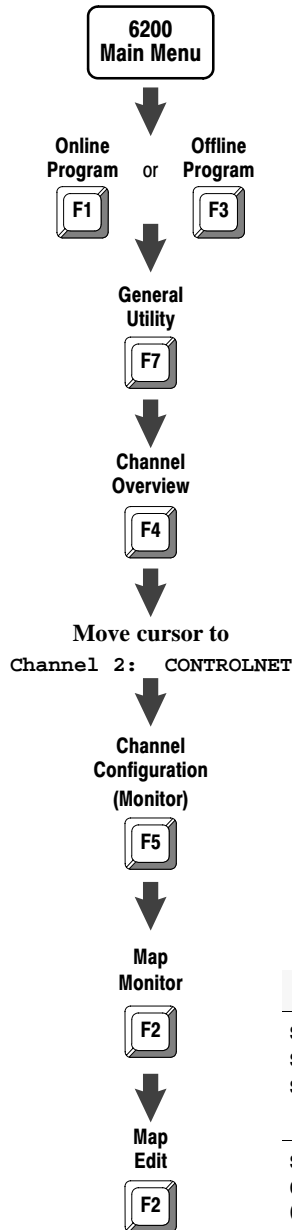 6200
Main Menu
Online
Program
or
Offline
Program
F1
F3
General
Utility
F7
Channel
Overview
F4
Move cursor to
Channel 2: CONTROLNET
Channel
Configuration
(Monitor)
F5
Map
Monitor
F2
Map
Edit
F2